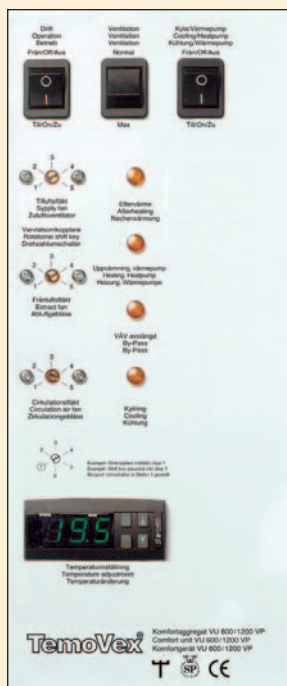 Drift
Operation
Betrieb
Från/Off/Aus
Till/On/Zu
Ventilation
Ventilation
Ventilation
Normal
Max
Kyla/Värmepump
Cooling/Heatpump
Kühlung/Wärmepump
Från/Off/Aus
Till/On/Zu
1 2 3 4 5
Tilluftsfläkt
Supply fan
Zuluftsventilator
Eftervärme
Afterheating
Nacherwärmung
Varvtalsomkopplare
Rotational shift key
Drehzahlumschalter
1 2 3 4 5
Frånluftsfläkt
Extract fan
Abluftgebläse
Uppvärmning, värmepump
Heating, Heatpump
Heizung, Wärmepumpe
VÄV avstängd
By-Pass
By-Pass
1 2 3 4 5
Cirkulationsfläkt
Circulation air fan
Zirkulacionsgebläse
Kylning
Cooling
Kühlung
19.5
Temperaturinställning
Temperature adjustment
Temperaturänderung
TemoVex
Komfortaggregat VU 600/1200 VP
Comfort unit VU 600/1200 VP
Komfortgerät VU 600/1200 VP
SP CE